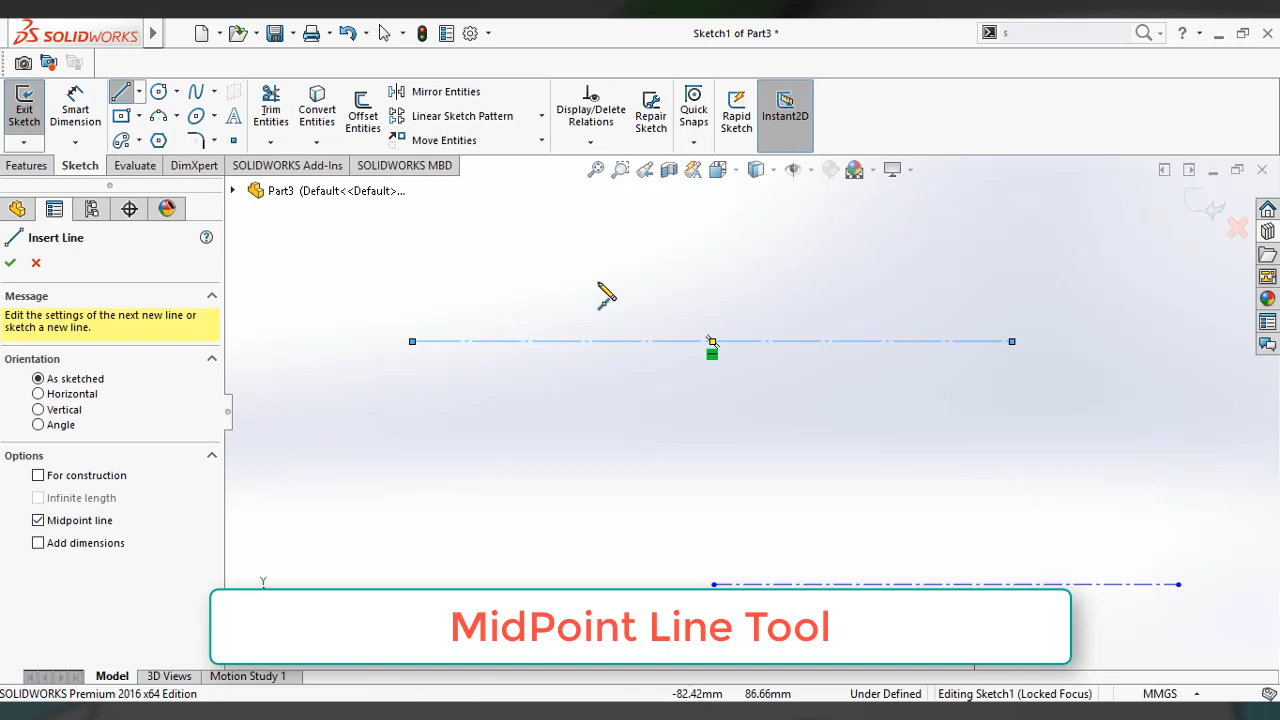 SOLIDWORKS
Sketch1 of Part3 *
s
Exit Sketch
Smart Dimension
Trim Entities
Convert Entities
Offset Entities
Mirror Entities
Linear Sketch Pattern
Move Entities
Display/Delete Relations
Repair Sketch
Quick Snaps
Rapid Sketch
Instant2D
Features
Sketch
Evaluate
DimXpert
SOLIDWORKS Add-Ins
SOLIDWORKS MBD
Part3 (Default<<Default>...
Insert Line
Message
Edit the settings of the next new line or
sketch a new line.
Orientation
As sketched
Horizontal
Vertical
Angle
Options
For construction
Infinite length
Midpoint line
Add dimensions
Y
MidPoint Line Tool
Model
3D Views
Motion Study 1
SOLIDWORKS Premium 2016 x64 Edition
-82.42mm
86.66mm
Under Defined
Editing Sketch1 (Locked Focus)
MMGS